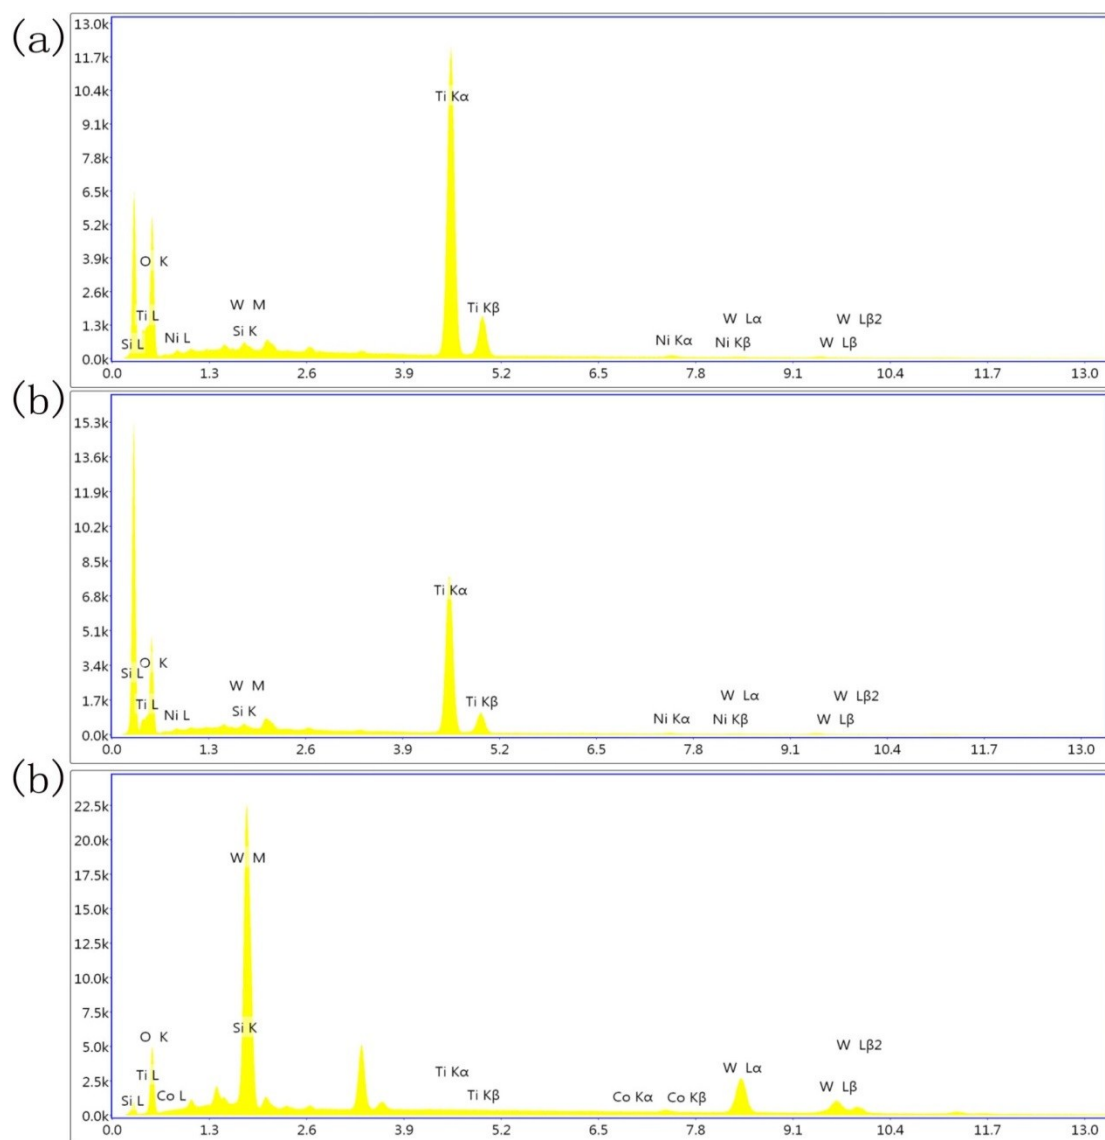 (a)
13.0k
11.7k
10.4k
Ti Kα
9.1k
7.8k
6.5k
5.2k
3.9k
O K
2.6k
W M
Ti Kβ
W Lα
W Lβ2
1.3k
Ti L
Si K
Ni L
Si L
Ni Kα
Ni Kβ
W Lβ
0.0k
0.0 1.3 2.6 3.9 5.2 6.5 7.8 9.1 10.4 11.7 13.0
(b)
15.3k
13.6k
11.9k
10.2k
8.5k
6.8k
Ti Kα
5.1k
3.4k
O K
Si L
W M
W Lα
W Lβ2
1.7k
Ti L
Si K
Ni L
Ti Kβ
Ni Kα
Ni Kβ
W Lβ
0.0k
0.0 1.3 2.6 3.9 5.2 6.5 7.8 9.1 10.4 11.7 13.0
(b)
22.5k
20.0k
W M
17.5k
15.0k
12.5k
10.0k
7.5k
Si K
O K
5.0k
W Lβ2
Ti L
Ti Kα
W Lα
2.5k
Si L
Co L
Ti Kβ
Co Kα
Co Kβ
W Lβ
0.0k
0.0 1.3 2.6 3.9 5.2 6.5 7.8 9.1 10.4 11.7 13.0